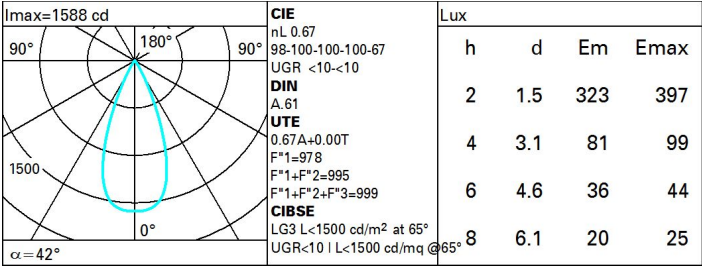 Imax=1588 cd
90°
180°
90°
1500
0°
α=42°
CIE
nL 0.67
98-100-100-100-67
UGR <10-<10
DIN
A.61
UTE
0.67A+0.00T
F"1=978
F"1+F"2=995
F"1+F"2+F"3=999
CIBSE
LG3 L<1500 cd/m² at 65°
UGR<10 | L<1500 cd/mq @65°
Lux
h d Em Emax
2 1.5 323 397
4 3.1 81 99
6 4.6 36 44
8 6.1 20 25